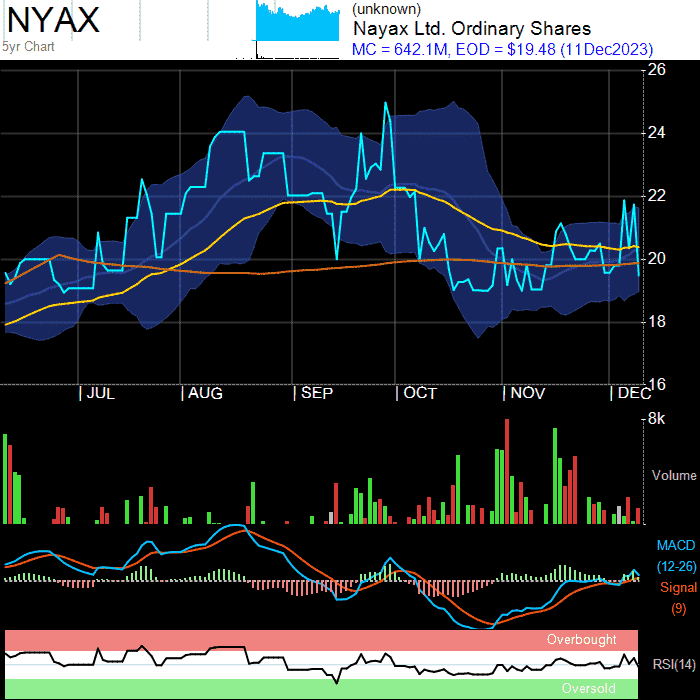 NYAX
5yr Chart
(unknown)
Nayax Ltd. Ordinary Shares
MC = 642.1M, EOD = $19.48 (11Dec2023)
26
24
22
20
18
16
| JUL | AUG | SEP | OCT | NOV | DEC
8k
Volume
MACD
(12-26)
Signal
(9)
Overbought
RSI(14)
Oversold